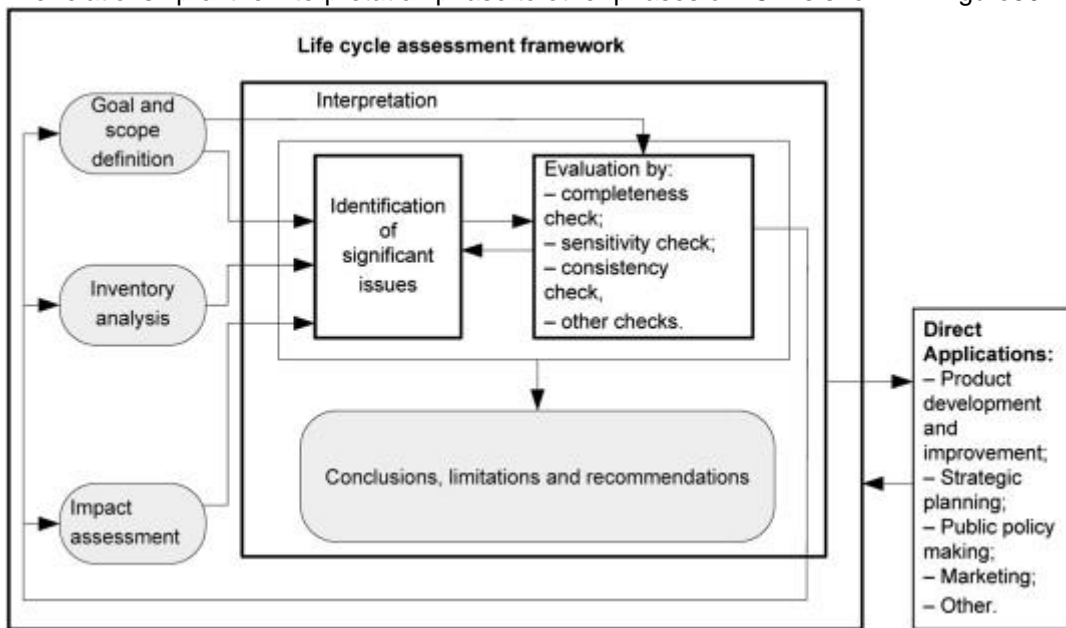 Life cycle assessment framework
Goal and
scope
definition
Interpretation
Identification
of
significant
issues
Evaluation by:
– completeness
check;
– sensitivity check;
– consistency
check,
– other checks.
Inventory
analysis
Impact
assessment
Conclusions, limitations and recommendations
Direct
Applications:
– Product
development
and
improvement;
– Strategic
planning;
– Public policy
making;
– Marketing;
– Other.